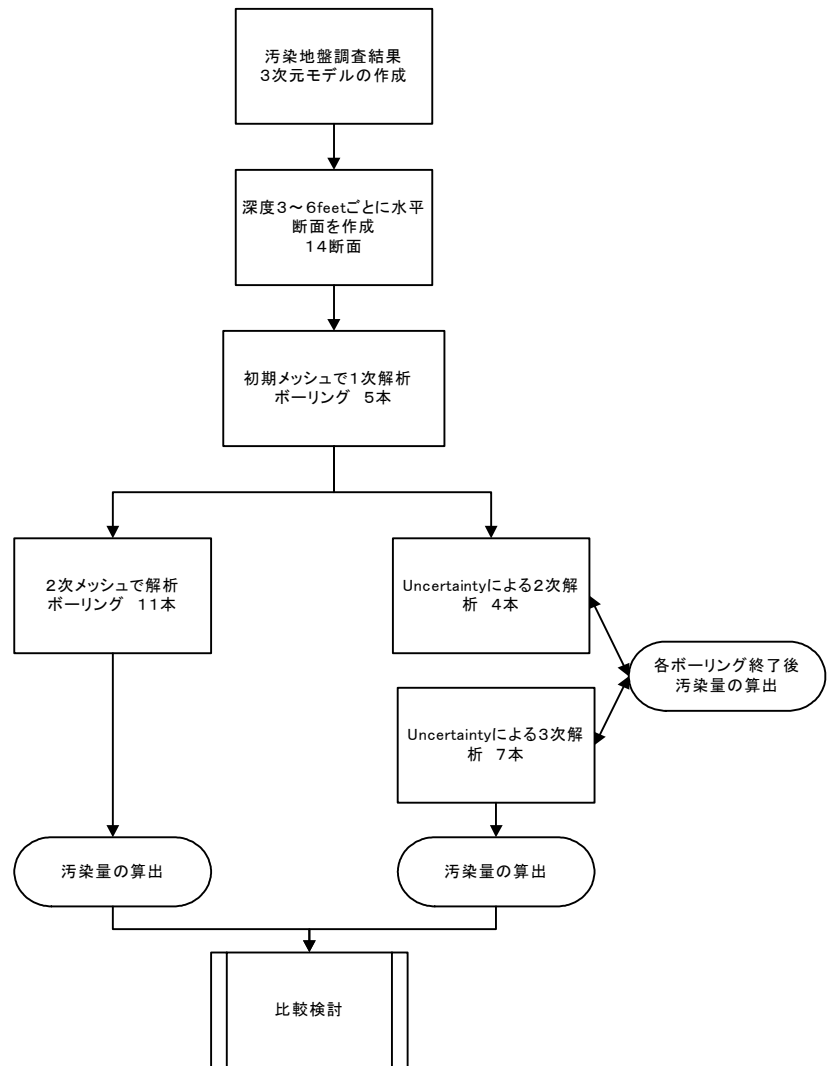 汚染地盤調査結果
3次元モデルの作成
深度3～6feetごとに水平
断面を作成
14断面
初期メッシュで1次解析
ボーリング　5本
2次メッシュで解析
ボーリング　11本
Uncertaintyによる2次解
析　4本
各ボーリング終了後
汚染量の算出
Uncertaintyによる3次解
析　7本
汚染量の算出
汚染量の算出
比較検討